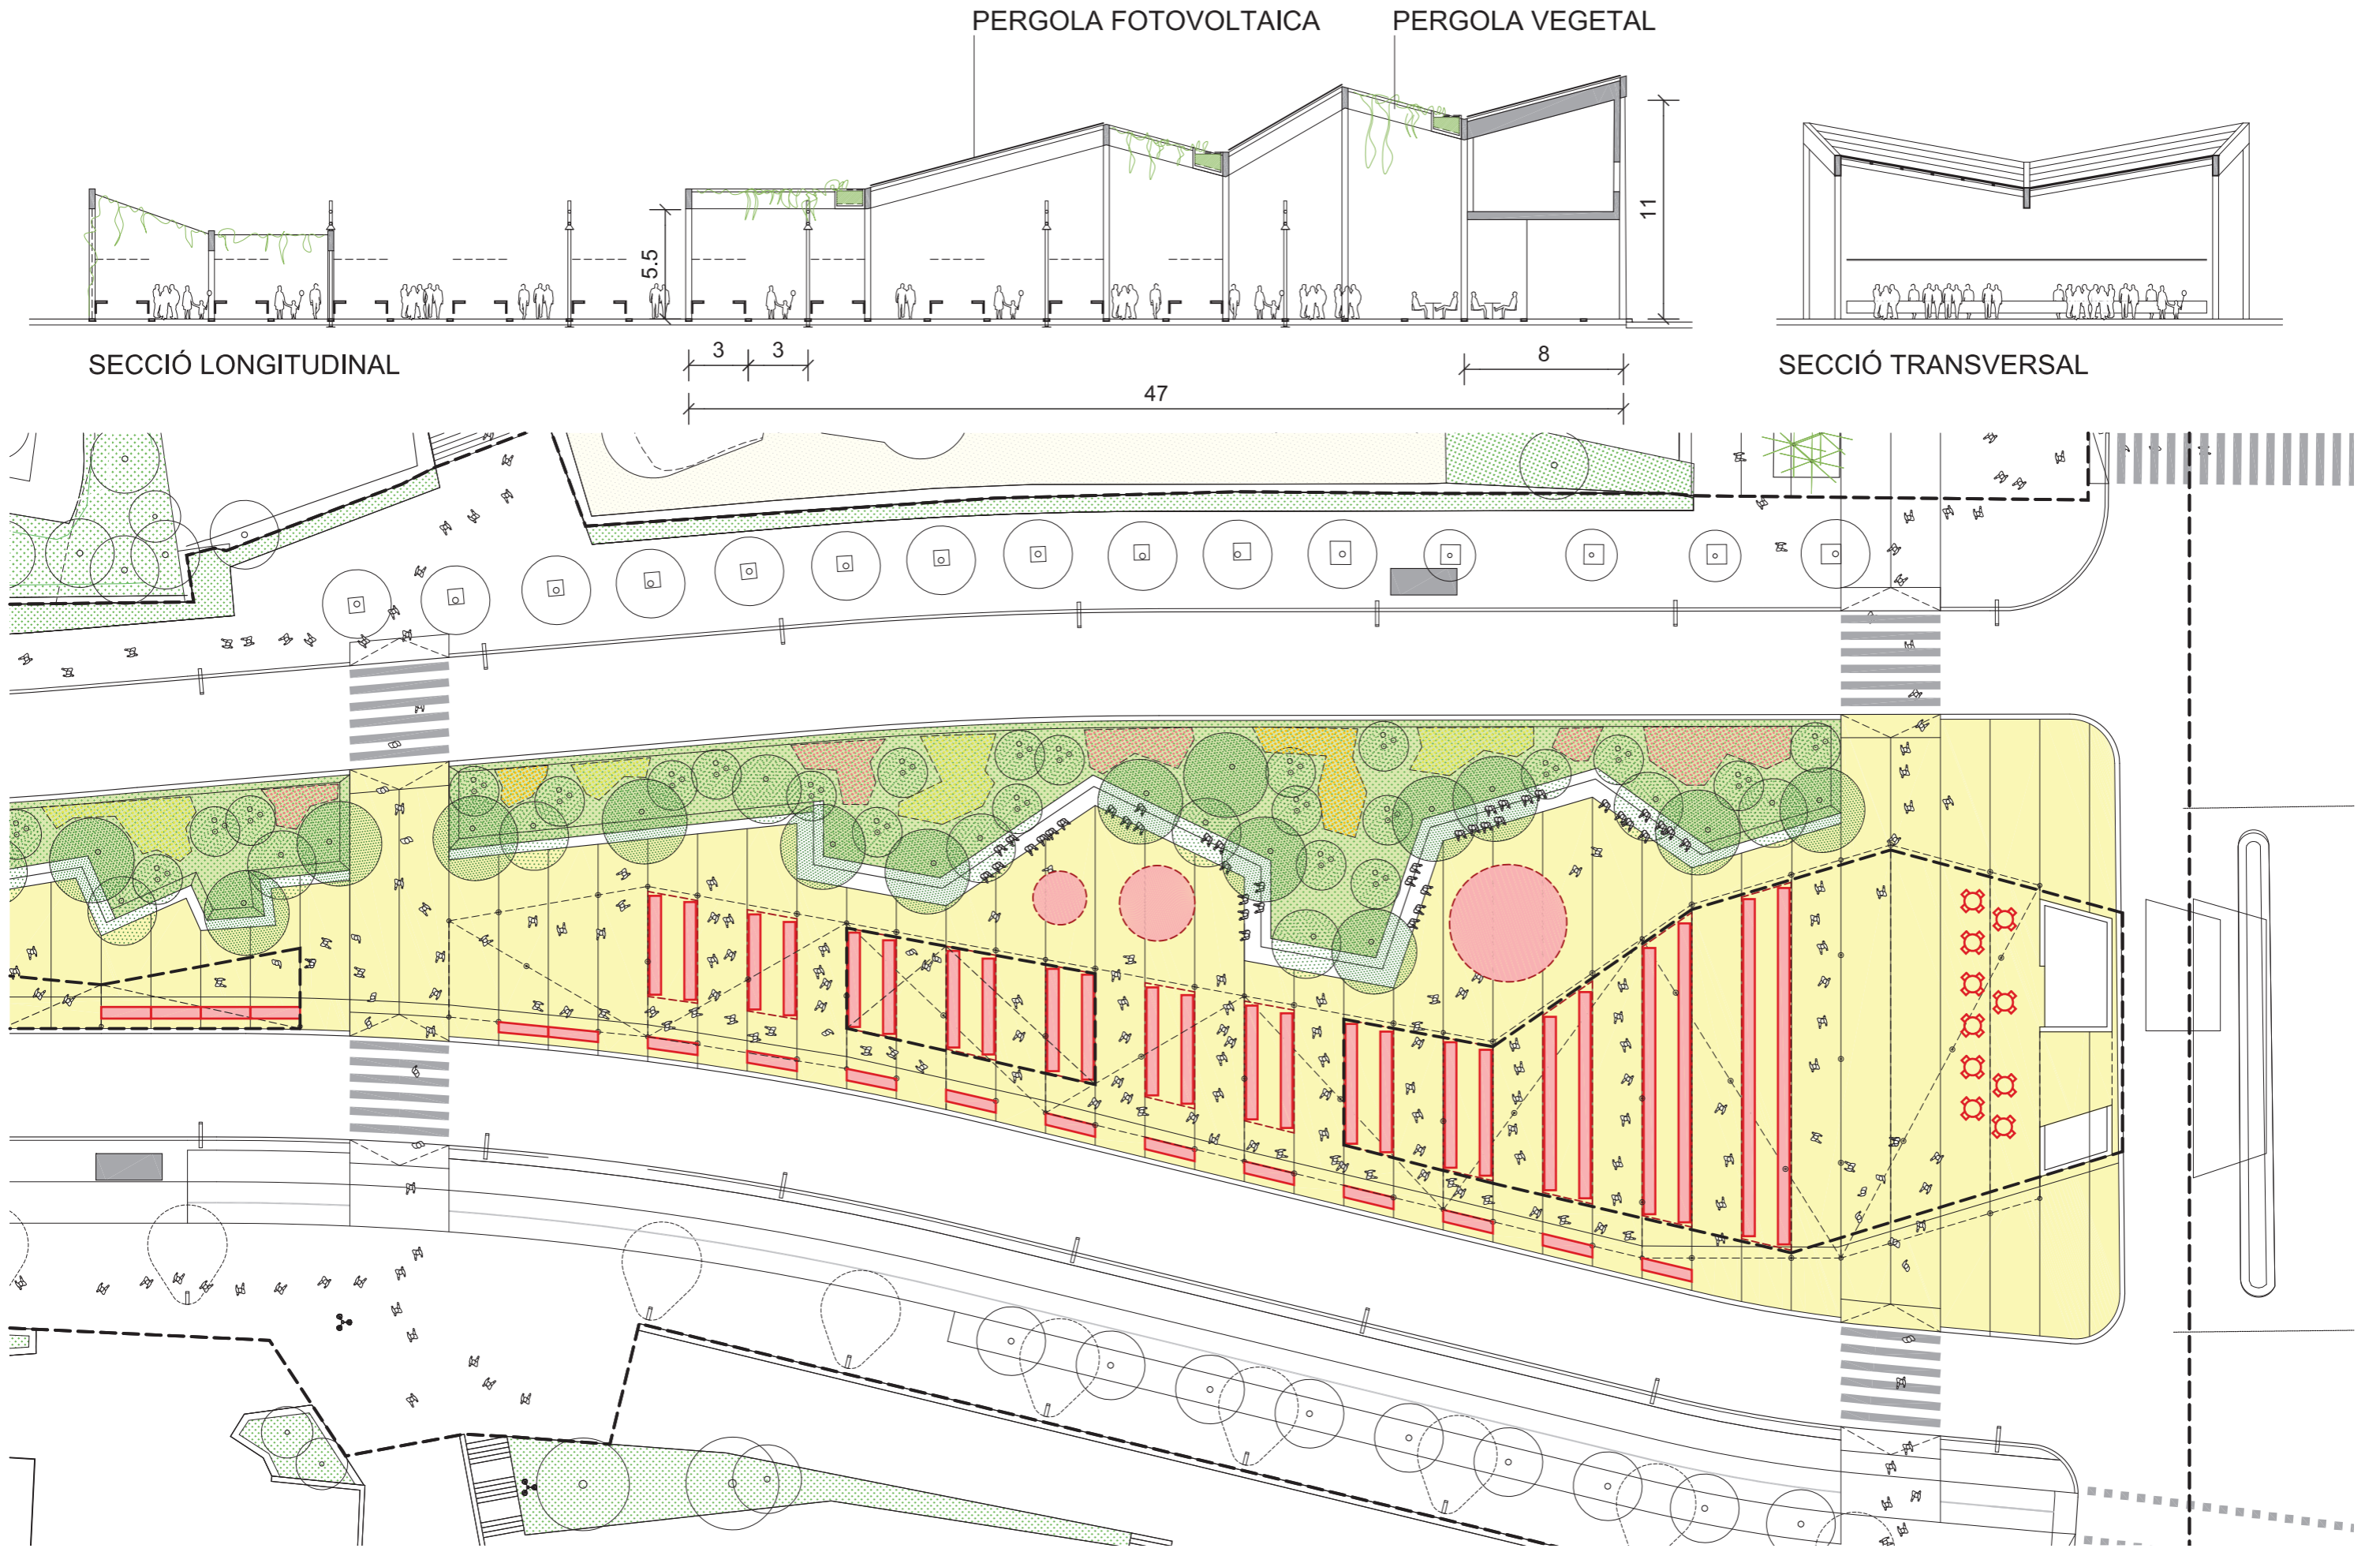 PERGOLA FOTOVOLTAICA PERGOLA VEGETAL
11
5.5
3 3 8
SECCIÓ LONGITUDINAL SECCIÓ TRANSVERSAL
47